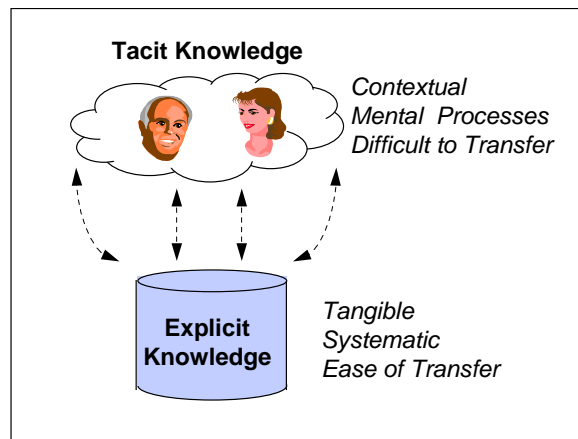 Tacit Knowledge
Contextual
Mental Processes
Difficult to Transfer
Explicit
Knowledge
Tangible
Systematic
Ease of Transfer